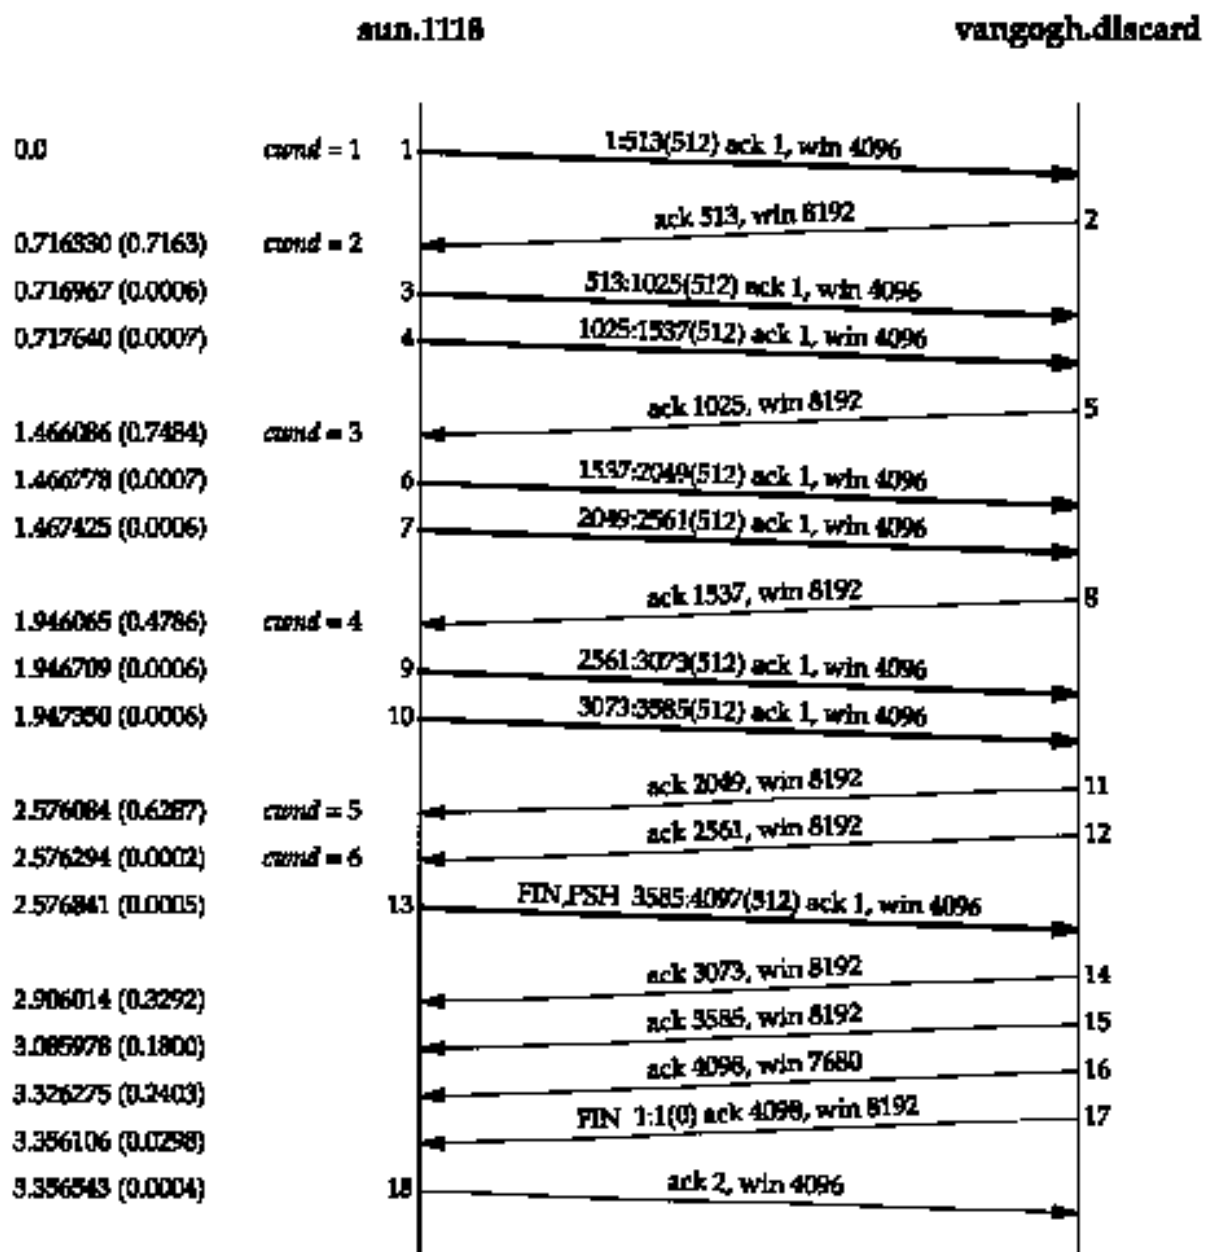 sun.1118 vangogh.discard
0.0 cwnd = 1 1 1:513(512) ack 1, win 4096
ack 513, win 8192 2
0.716330 (0.7163) cwnd = 2
0.716967 (0.0006) 3 513:1025(512) ack 1, win 4096
0.717640 (0.0007) 4 1025:1537(512) ack 1, win 4096
ack 1025, win 8192 5
1.466086 (0.7484) cwnd = 3
1.466778 (0.0007) 6 1537:2049(512) ack 1, win 4096
1.467425 (0.0006) 7 2049:2561(512) ack 1, win 4096
ack 1537, win 8192 8
1.946065 (0.4786) cwnd = 4
1.946709 (0.0006) 9 2561:3073(512) ack 1, win 4096
1.947350 (0.0006) 10 3073:3585(512) ack 1, win 4096
ack 2049, win 8192 11
2.576084 (0.6287) cwnd = 5
ack 2561, win 8192 12
2.576294 (0.0002) cwnd = 6
2.576841 (0.0005) 13 FIN,PSH 3585:4097(512) ack 1, win 4096
ack 3073, win 8192 14
2.906014 (0.3292)
ack 3585, win 8192 15
3.085978 (0.1800)
ack 4098, win 7680 16
3.326275 (0.2403)
FIN 1:1(0) ack 4098, win 8192 17
3.356106 (0.0298)
3.356543 (0.0004) 18 ack 2, win 4096